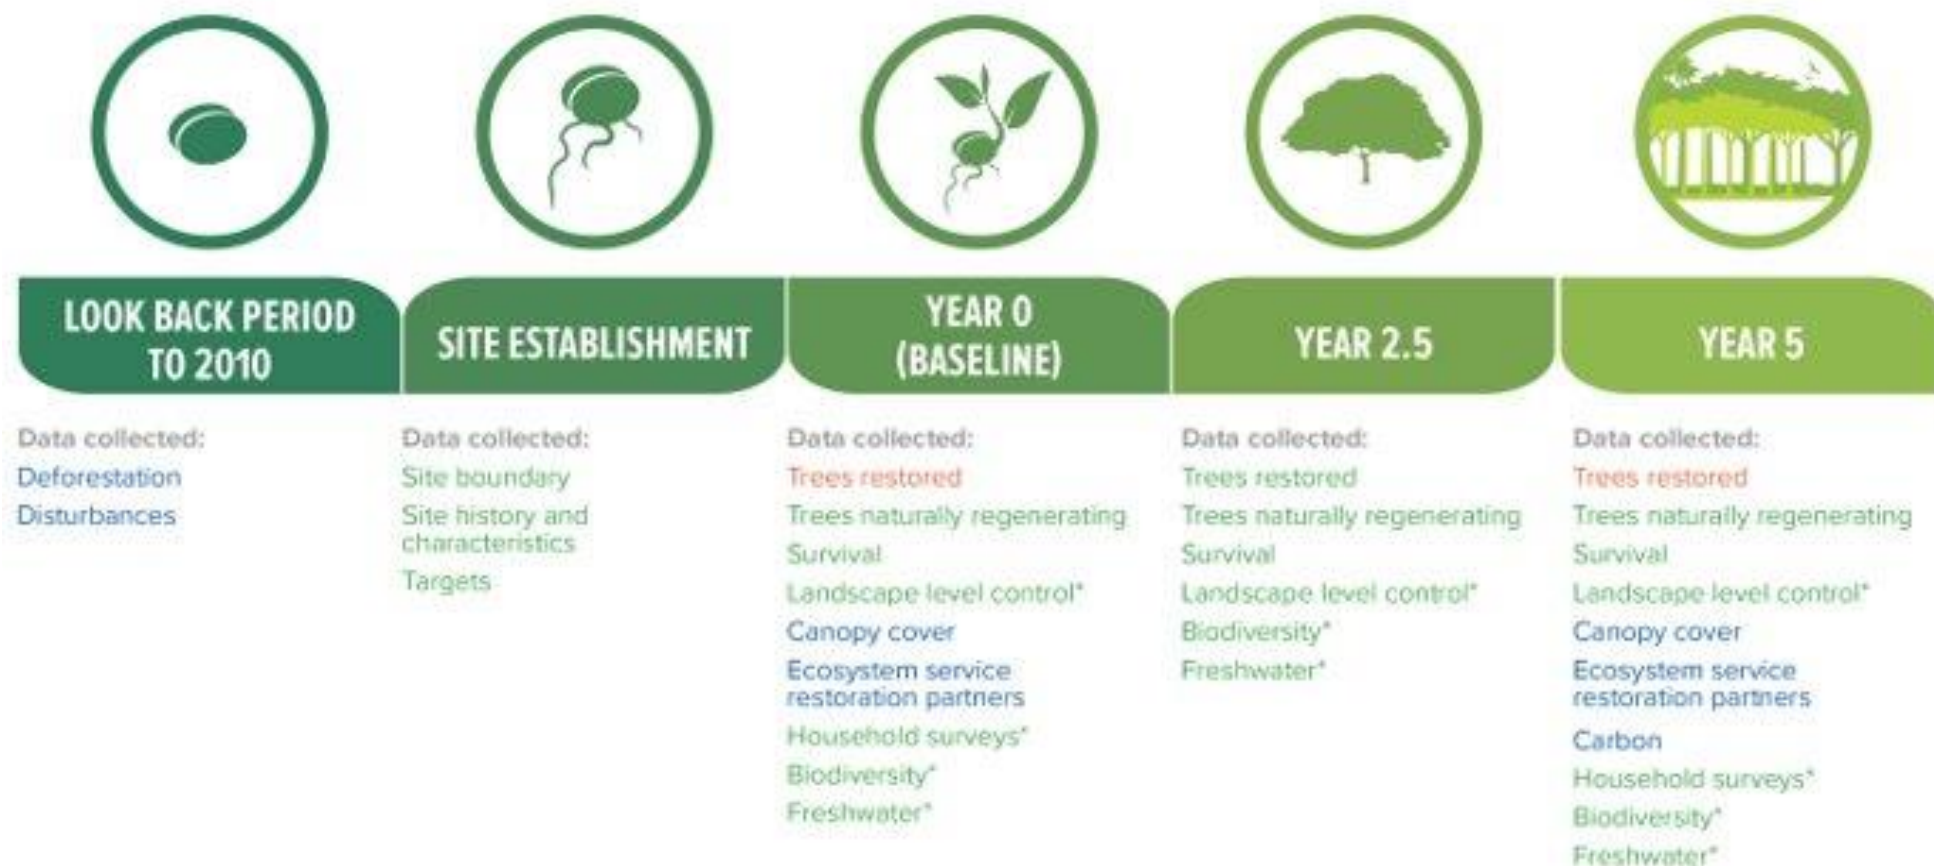 LOOK BACK PERIOD
TO 2010
Data collected:
Deforestation
Disturbances
SITE ESTABLISHMENT
Data collected:
Site boundary
Site history and
characteristics
Targets
YEAR 0
(BASELINE)
Data collected:
Trees restored
Trees naturally regenerating
Survival
Landscape level control*
Canopy cover
Ecosystem service
restoration partners
Household surveys*
Biodiversity*
Freshwater*
YEAR 2.5
Data collected:
Trees restored
Trees naturally regenerating
Survival
Landscape level control*
Biodiversity*
Freshwater*
YEAR 5
Data collected:
Trees restored
Trees naturally regenerating
Survival
Landscape level control*
Canopy cover
Ecosystem service
restoration partners
Carbon
Household surveys*
Biodiversity*
Freshwater*